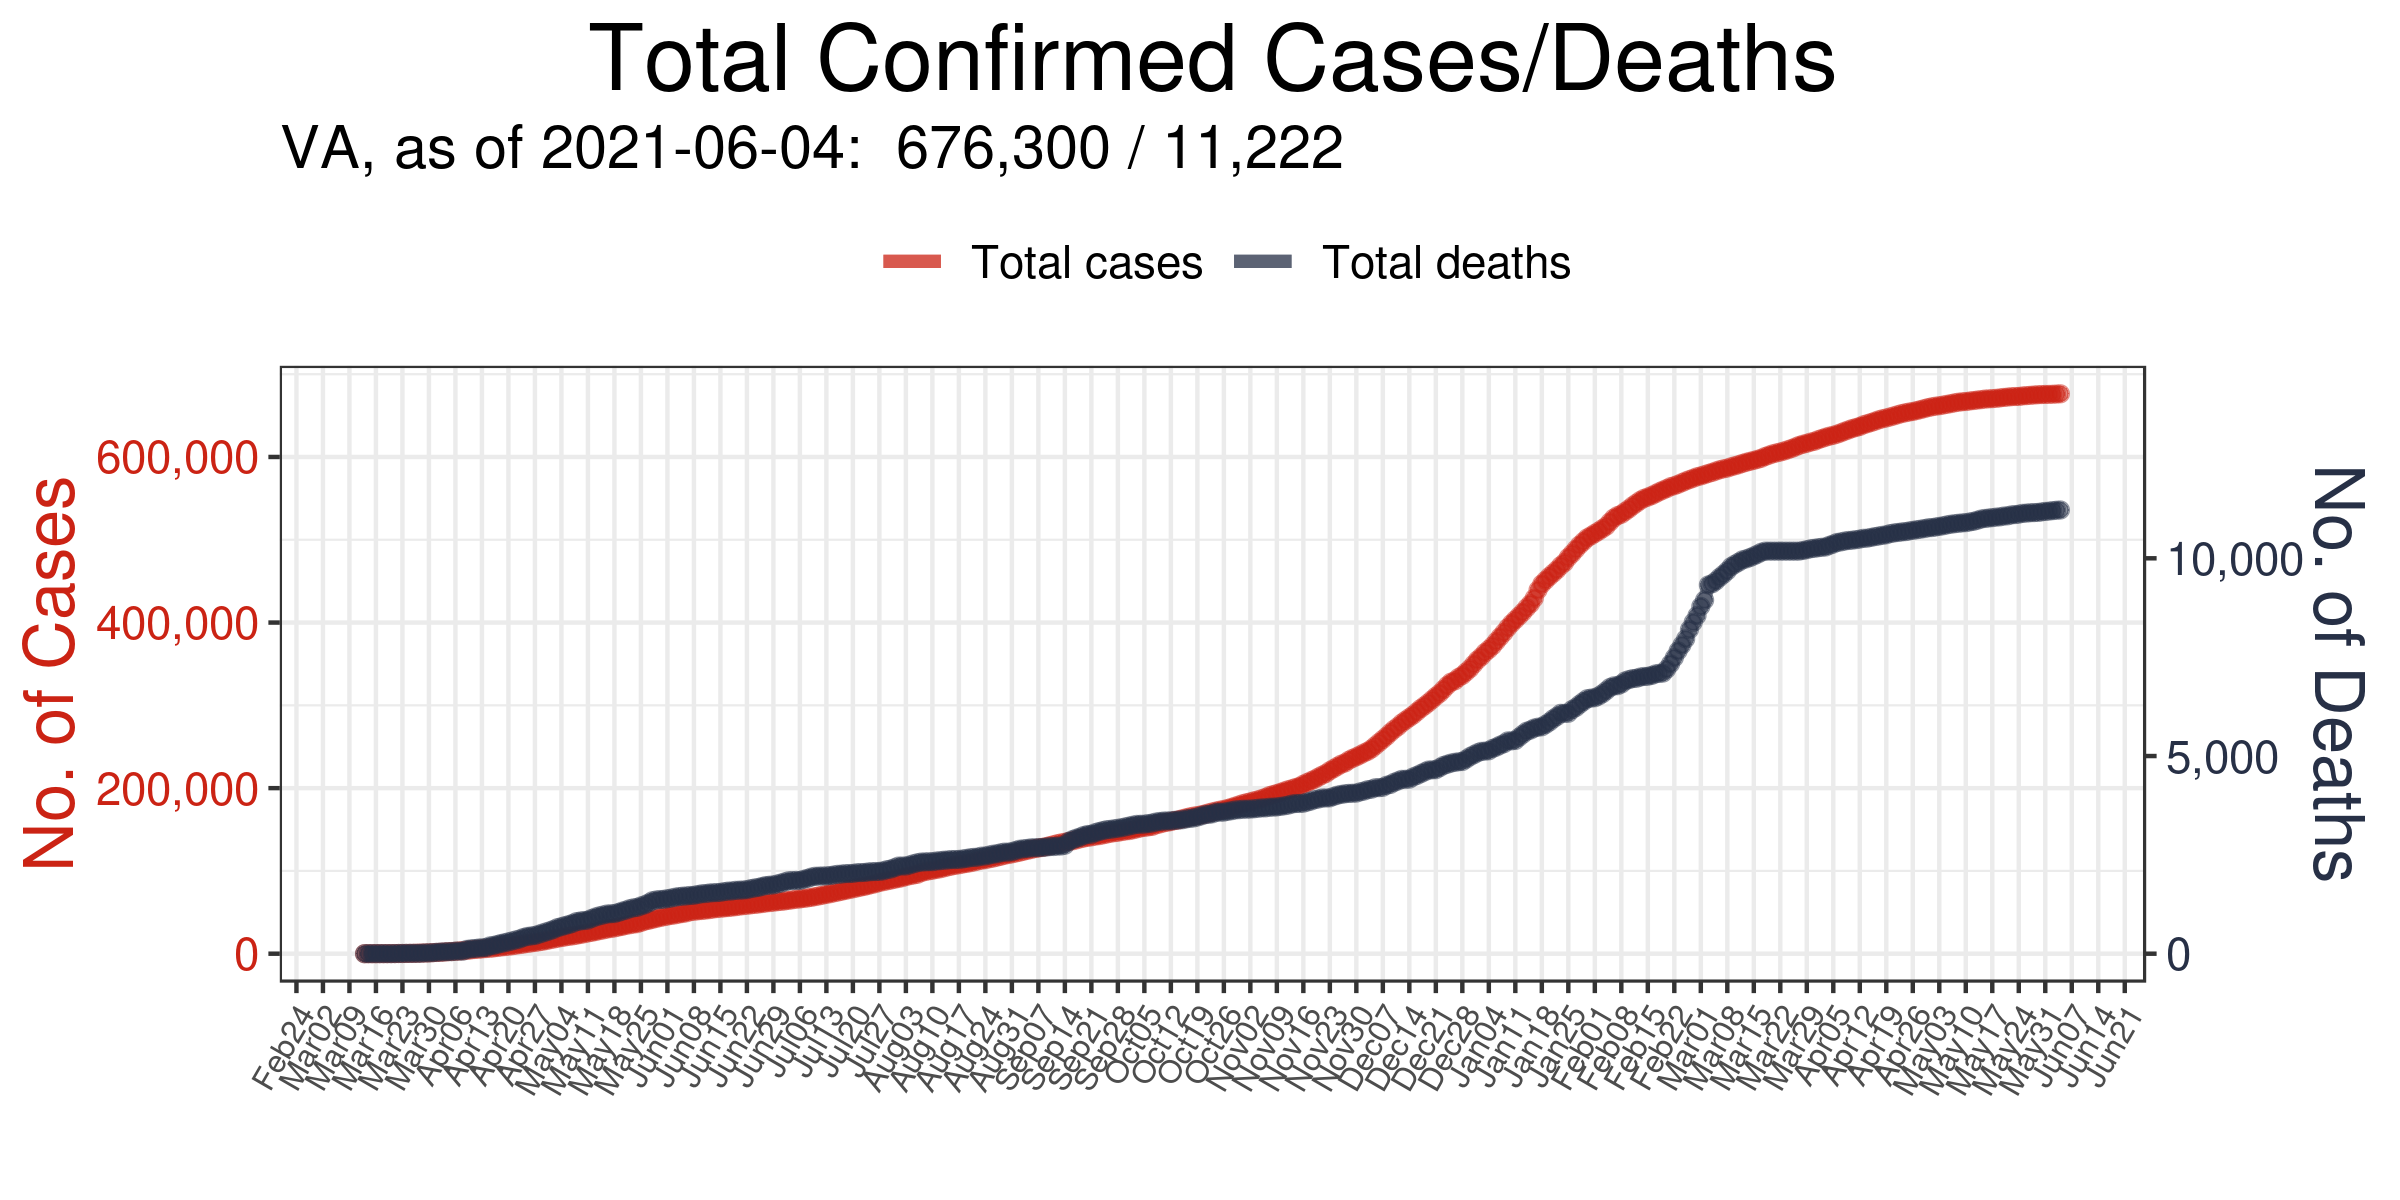 Total Confirmed Cases/Deaths
VA, as of 2021-06-04:  676,300 / 11,222
Total cases
Total deaths
No. of Cases
600,000
400,000
200,000
0
No. of Deaths
10,000
5,000
0
Feb24
Mar02
Mar09
Mar16
Mar23
Mar30
Apr06
Apr13
Apr20
Apr27
May04
May11
May18
May25
Jun01
Jun08
Jun15
Jun22
Jun29
Jul06
Jul13
Jul20
Jul27
Aug03
Aug10
Aug17
Aug24
Aug31
Sep07
Sep14
Sep21
Sep28
Oct05
Oct12
Oct19
Oct26
Nov02
Nov09
Nov16
Nov23
Nov30
Dec07
Dec14
Dec21
Dec28
Jan04
Jan11
Jan18
Jan25
Feb01
Feb08
Feb15
Feb22
Mar01
Mar08
Mar15
Mar22
Mar29
Apr05
Apr12
Apr19
Apr26
May03
May10
May17
May24
May31
Jun07
Jun14
Jun21